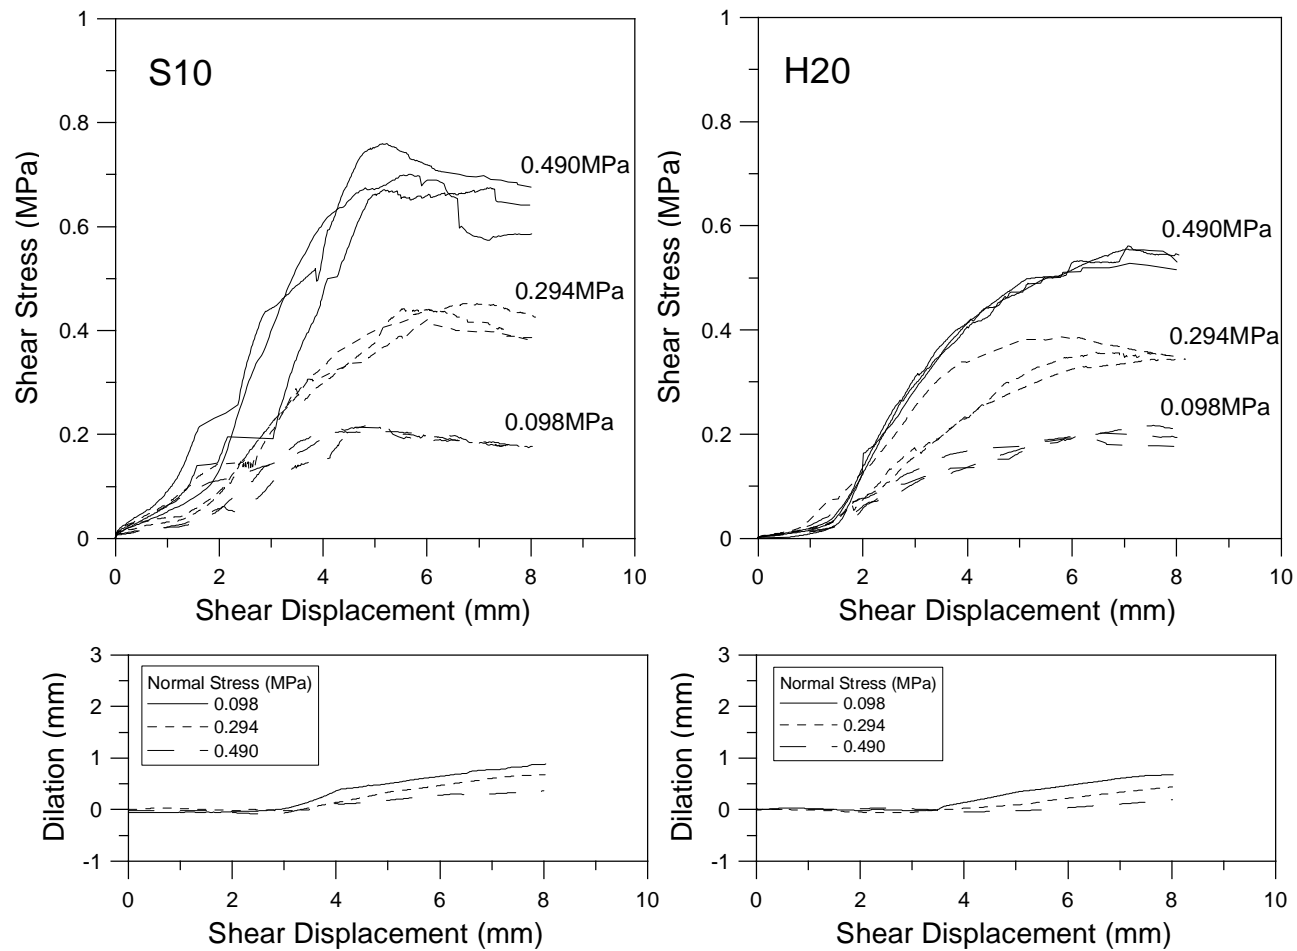 S10
1
0.8
0.6
0.4
0.2
0
Shear Stress (MPa)
0.490MPa
0.294MPa
0.098MPa
0 2 4 6 8 10
Shear Displacement (mm)
H20
1
0.8
0.6
0.4
0.2
0
Shear Stress (MPa)
0.490MPa
0.294MPa
0.098MPa
0 2 4 6 8 10
Shear Displacement (mm)
3
2
1
0
-1
Dilation (mm)
Normal Stress (MPa)
0.098
0.294
0.490
0 2 4 6 8 10
Shear Displacement (mm)
3
2
1
0
-1
Dilation (mm)
Normal Stress (MPa)
0.098
0.294
0.490
0 2 4 6 8 10
Shear Displacement (mm)